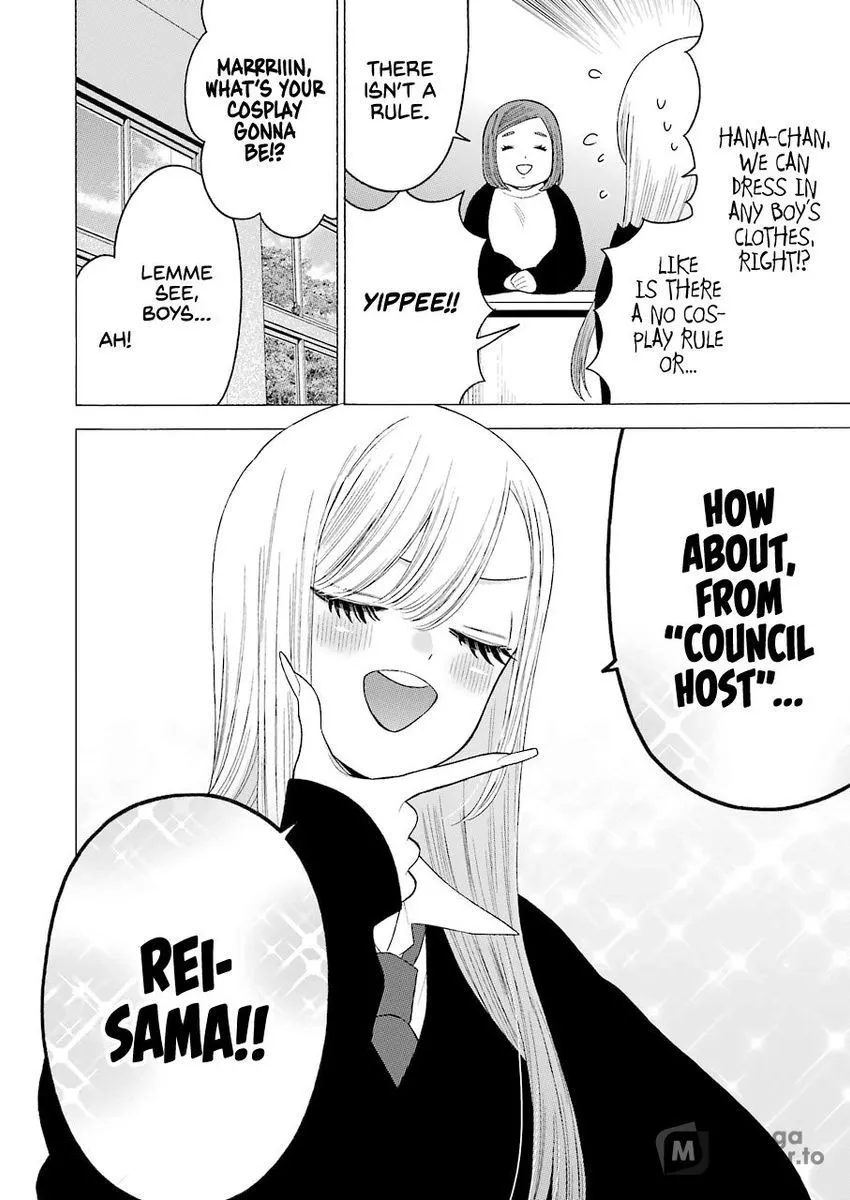 HANA-CHAN,
WE CAN
DRESS IN
ANY BOY'S
CLOTHES,
RIGHT!?
LIKE
IS THERE
A NO COS-
PLAY RULE
OR...
THERE
ISN'T A
RULE.
YIPPEE!!
MARRRIIIN,
WHAT'S YOUR
COSPLAY
GONNA
BE!?
LEMME
SEE,
BOYS...
AH!
HOW
ABOUT,
FROM
"COUNCIL
HOST"...
REI-
SAMA!!
M